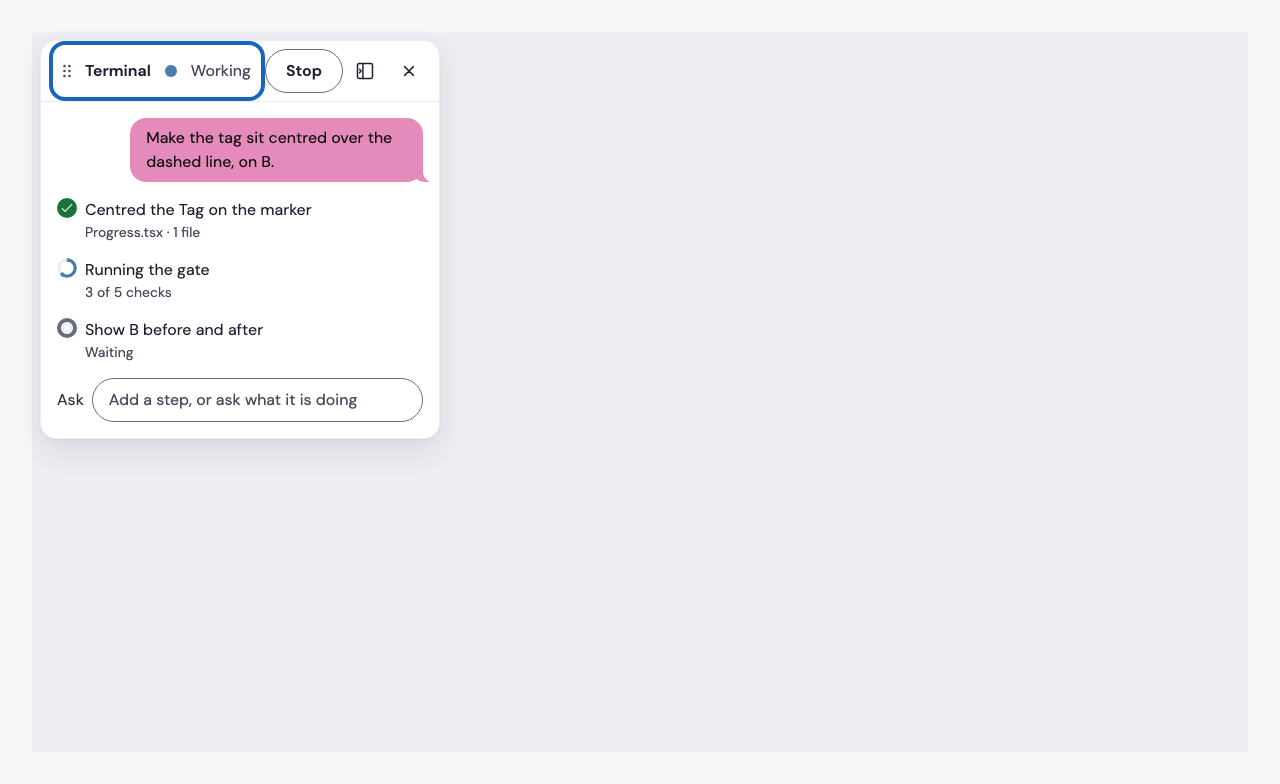 Terminal Working Stop
Make the tag sit centred over the
dashed line, on B.
Centred the Tag on the marker
Progress.tsx · 1 file
Running the gate
3 of 5 checks
Show B before and after
Waiting
Ask Add a step, or ask what it is doing